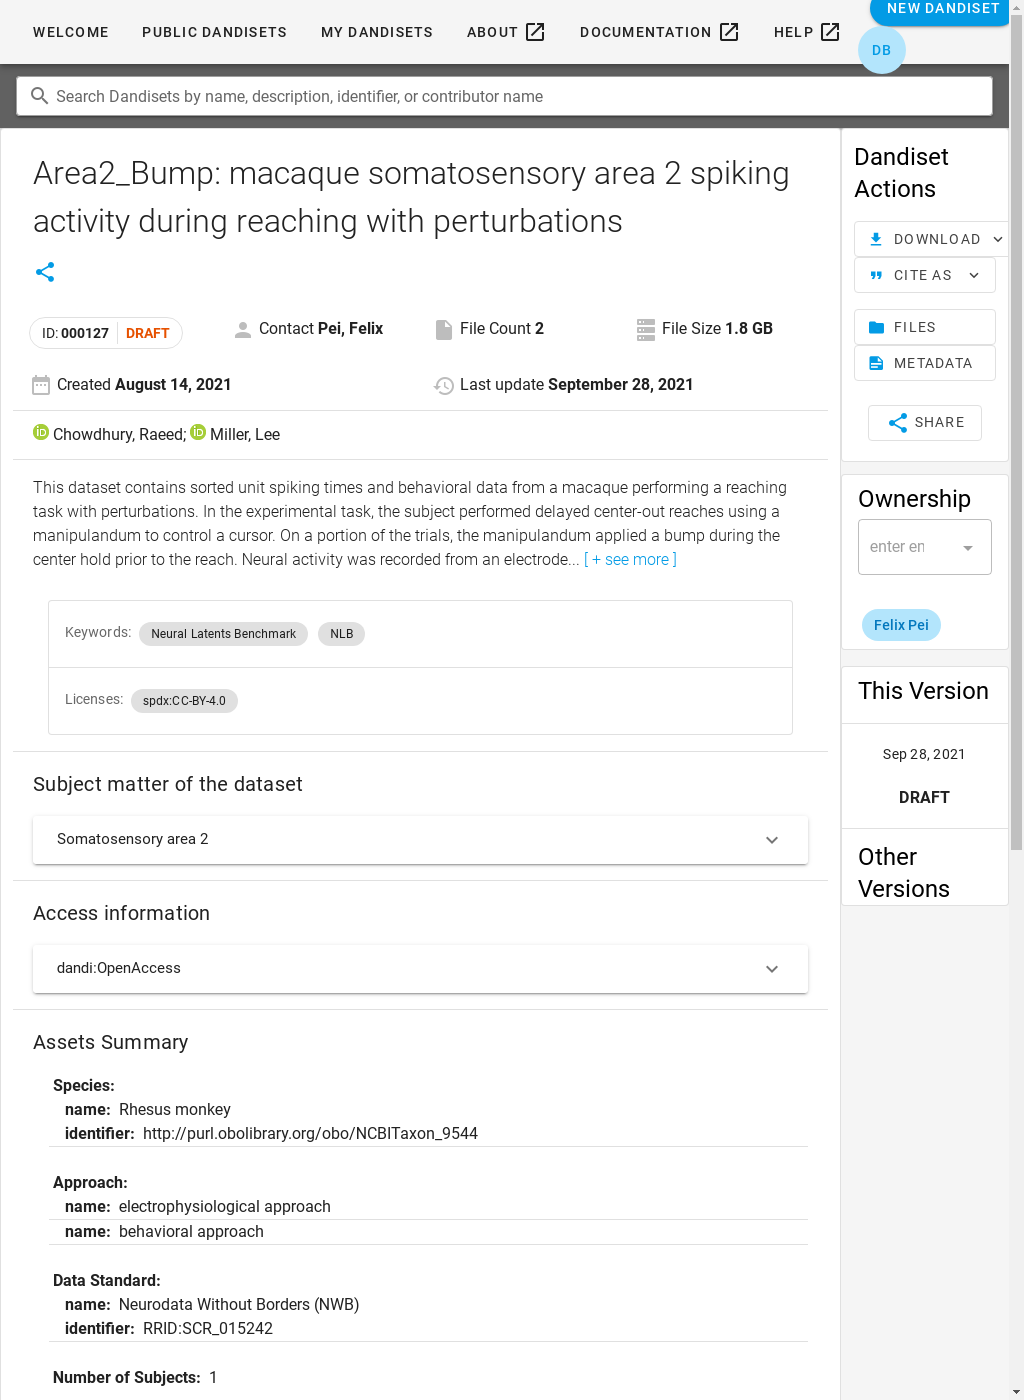 WELCOME PUBLIC DANDISETS MY DANDISETS ABOUT DOCUMENTATION HELP NEW DANDISET
DB
Search Dandisets by name, description, identifier, or contributor name
Area2_Bump: macaque somatosensory area 2 spiking
activity during reaching with perturbations
ID: 000127 DRAFT Contact Pei, Felix File Count 2 File Size 1.8 GB
Created August 14, 2021 Last update September 28, 2021
iD Chowdhury, Raeed; iD Miller, Lee
This dataset contains sorted unit spiking times and behavioral data from a macaque performing a reaching
task with perturbations. In the experimental task, the subject performed delayed center-out reaches using a
manipulandum to control a cursor. On a portion of the trials, the manipulandum applied a bump during the
center hold prior to the reach. Neural activity was recorded from an electrode... [ + see more ]
Keywords: Neural Latents Benchmark NLB
Licenses: spdx:CC-BY-4.0
Subject matter of the dataset
Somatosensory area 2
Access information
dandi:OpenAccess
Assets Summary
Species:
name: Rhesus monkey
identifier: http://purl.obolibrary.org/obo/NCBITaxon_9544
Approach:
name: electrophysiological approach
name: behavioral approach
Data Standard:
name: Neurodata Without Borders (NWB)
identifier: RRID:SCR_015242
Number of Subjects: 1
Dandiset
Actions
DOWNLOAD
CITE AS
FILES
METADATA
SHARE
Ownership
enter en
Felix Pei
This Version
Sep 28, 2021
DRAFT
Other
Versions